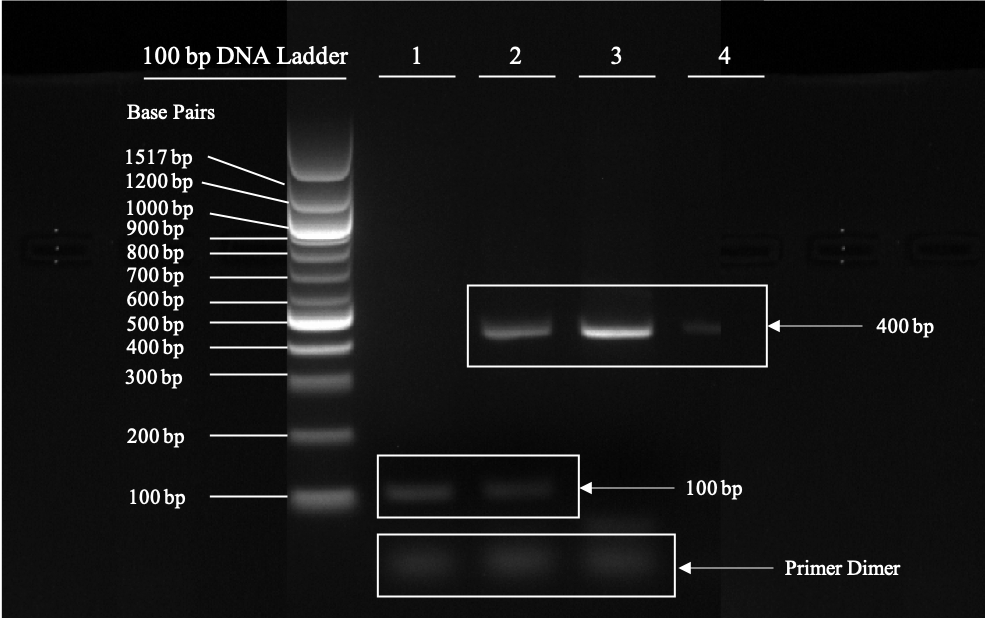 100 bp DNA Ladder 1 2 3 4
Base Pairs
1517 bp
1200 bp
1000 bp
900 bp
800 bp
700 bp
600 bp
500 bp
400 bp
400 bp
300 bp
200 bp
100 bp
100 bp
Primer Dimer